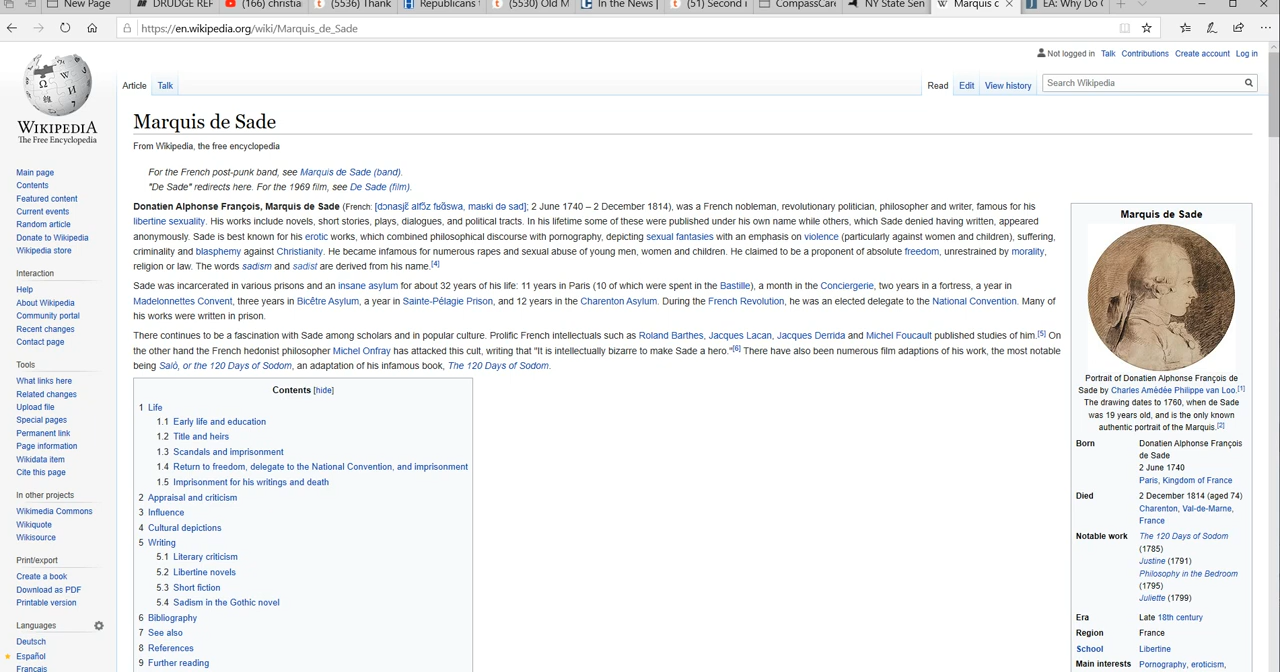 New Page
DRUDGE REF
(166) christia
(5536) Thank
Republicans
(5530) Old M
In the News |
(51) Second i
CompassCare
NY State Sen
Marquis c
EA: Why Do (
https://en.wikipedia.org/wiki/Marquis_de_Sade
Not logged in Talk Contributions Create account Log in
Article Talk
Read Edit View history
Search Wikipedia
WIKIPEDIA
The Free Encyclopedia
Main page
Contents
Featured content
Current events
Random article
Donate to Wikipedia
Wikipedia store
Interaction
Help
About Wikipedia
Community portal
Recent changes
Contact page
Tools
What links here
Related changes
Upload file
Special pages
Permanent link
Page information
Wikidata item
Cite this page
In other projects
Wikimedia Commons
Wikiquote
Wikisource
Print/export
Create a book
Download as PDF
Printable version
Languages
Deutsch
Español
Français
Marquis de Sade
From Wikipedia, the free encyclopedia
For the French post-punk band, see Marquis de Sade (band).
"De Sade" redirects here. For the 1969 film, see De Sade (film).
Donatien Alphonse François, Marquis de Sade (French: [dɔnasjɛ̃ alfɔ̃z fʁɑ̃swa, maʁki də sad]; 2 June 1740 – 2 December 1814), was a French nobleman, revolutionary politician, philosopher and writer, famous for his
libertine sexuality. His works include novels, short stories, plays, dialogues, and political tracts. In his lifetime some of these were published under his own name while others, which Sade denied having written, appeared
anonymously. Sade is best known for his erotic works, which combined philosophical discourse with pornography, depicting sexual fantasies with an emphasis on violence (particularly against women and children), suffering,
criminality and blasphemy against Christianity. He became infamous for numerous rapes and sexual abuse of young men, women and children. He claimed to be a proponent of absolute freedom, unrestrained by morality,
religion or law. The words sadism and sadist are derived from his name.[4]
Sade was incarcerated in various prisons and an insane asylum for about 32 years of his life: 11 years in Paris (10 of which were spent in the Bastille), a month in the Conciergerie, two years in a fortress, a year in
Madelonnettes Convent, three years in Bicêtre Asylum, a year in Sainte-Pélagie Prison, and 12 years in the Charenton Asylum. During the French Revolution, he was an elected delegate to the National Convention. Many of
his works were written in prison.
There continues to be a fascination with Sade among scholars and in popular culture. Prolific French intellectuals such as Roland Barthes, Jacques Lacan, Jacques Derrida and Michel Foucault published studies of him.[5] On
the other hand the French hedonist philosopher Michel Onfray has attacked this cult, writing that "It is intellectually bizarre to make Sade a hero."[6] There have also been numerous film adaptions of his work, the most notable
being Salò, or the 120 Days of Sodom, an adaptation of his infamous book, The 120 Days of Sodom.
Contents [hide]
1 Life
1.1 Early life and education
1.2 Title and heirs
1.3 Scandals and imprisonment
1.4 Return to freedom, delegate to the National Convention, and imprisonment
1.5 Imprisonment for his writings and death
2 Appraisal and criticism
3 Influence
4 Cultural depictions
5 Writing
5.1 Literary criticism
5.2 Libertine novels
5.3 Short fiction
5.4 Sadism in the Gothic novel
6 Bibliography
7 See also
8 References
9 Further reading
Marquis de Sade
Portrait of Donatien Alphonse François de
Sade by Charles Amédée Philippe van Loo.[1]
The drawing dates to 1760, when de Sade
was 19 years old, and is the only known
authentic portrait of the Marquis.[2]
Born Donatien Alphonse François
de Sade
2 June 1740
Paris, Kingdom of France
Died 2 December 1814 (aged 74)
Charenton, Val-de-Marne,
France
Notable work The 120 Days of Sodom
(1785)
Justine (1791)
Philosophy in the Bedroom
(1795)
Juliette (1799)
Era Late 18th century
Region France
School Libertine
Main interests Pornography, eroticism,